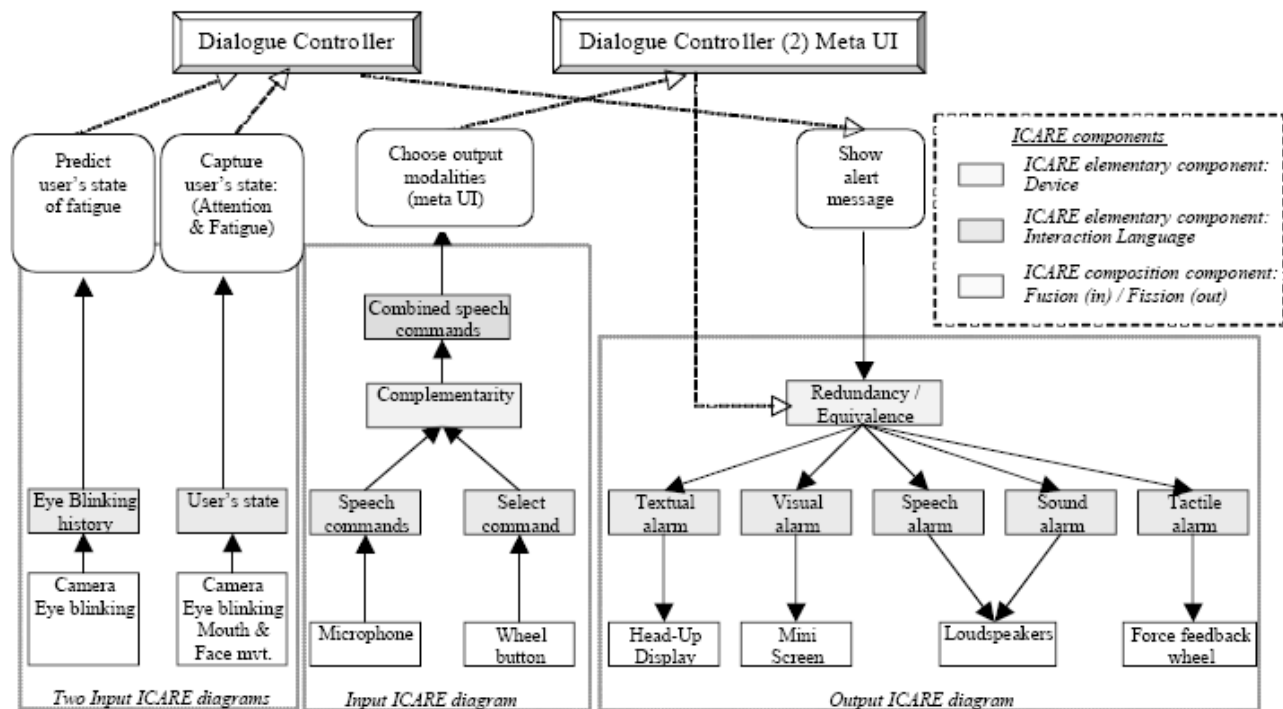 Dialogue Controller
Dialogue Controller (2) Meta UI
Predict
user's state
of fatigue
Capture
user's state:
(Attention
& Fatigue)
Choose output
modalities
(meta UI)
Show
alert
message
ICARE components
ICARE elementary component:
Device
ICARE elementary component:
Interaction Language
ICARE composition component:
Fusion (in) / Fission (out)
Combined speech
commands
Complementarity
Redundancy /
Equivalence
Eye Blinking
history
User's state
Speech
commands
Select
command
Textual
alarm
Visual
alarm
Speech
alarm
Sound
alarm
Tactile
alarm
Camera
Eye blinking
Camera
Eye blinking
Mouth &
Face mvt.
Microphone
Wheel
button
Head-Up
Display
Mini
Screen
Loudspeakers
Force feedback
wheel
Two Input ICARE diagrams
Input ICARE diagram
Output ICARE diagram